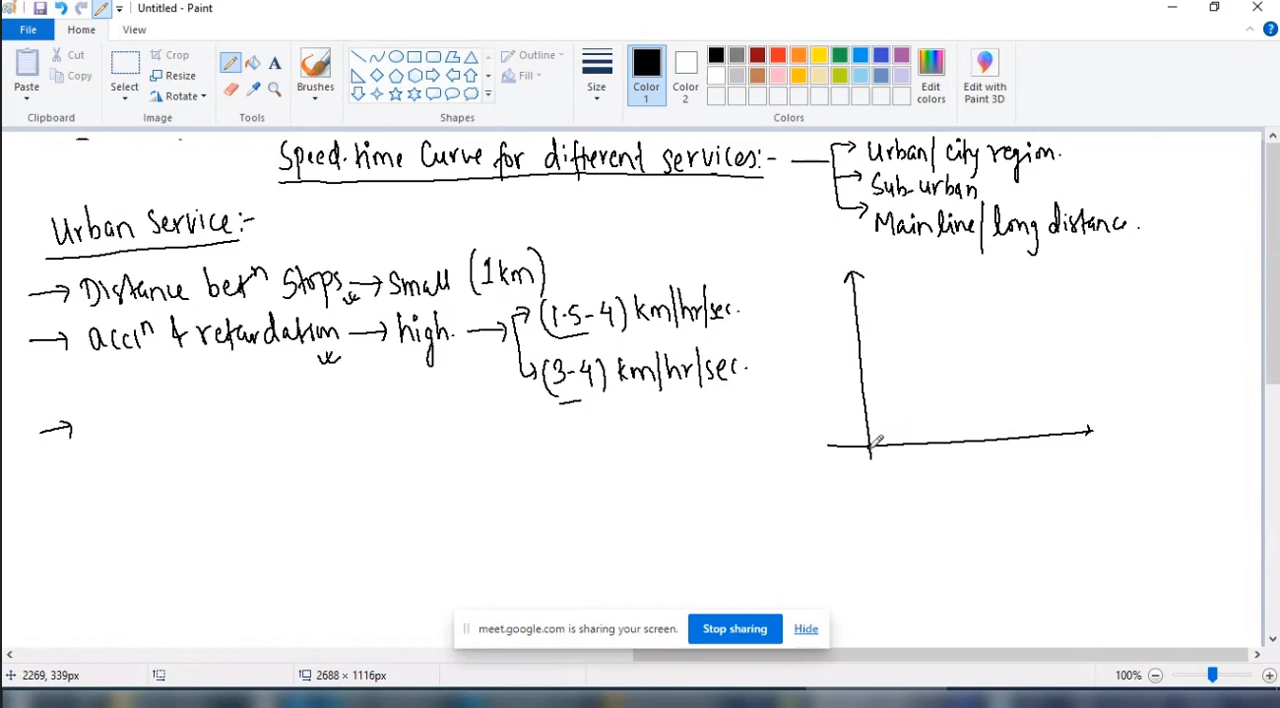 Untitled - Paint
File Home View
Paste Cut Copy Clipboard
Select Crop Resize Rotate Image
Tools
Brushes
Outline Fill Shapes
Size
Color 1 Color 2 Edit colors Edit with Paint 3D Colors
Speed-time Curve for different services:- Urban/city region.
Sub-urban
Mainline/long distance.
Urban Service:-
Distance betn Stops → Small (1km)
accln & retardation → high. → (1.5-4) km/hr/sec.
(3-4) km/hr/sec.
meet.google.com is sharing your screen. Stop sharing Hide
2269, 339px 2688 × 1116px 100%